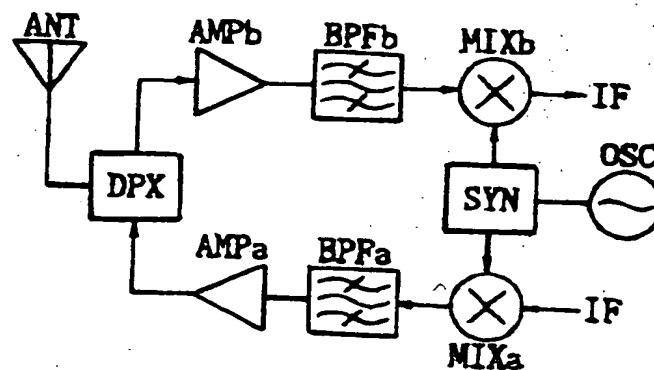 ANT
AMPb
BPFb
MIXb
IF
OSC
DPX
SYN
AMPa
BPFa
IF
MIXa